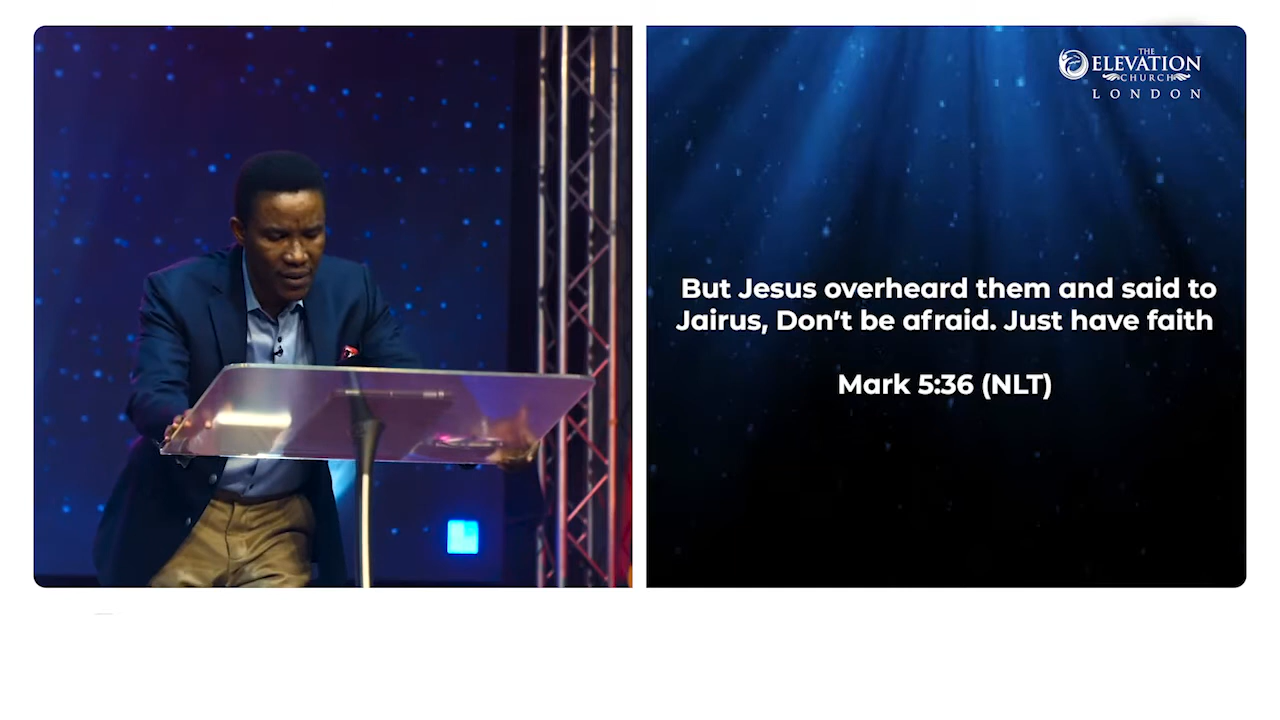 THE
ELEVATION
CHURCH
LONDON
But Jesus overheard them and said to
Jairus, Don't be afraid. Just have faith
Mark 5:36 (NLT)